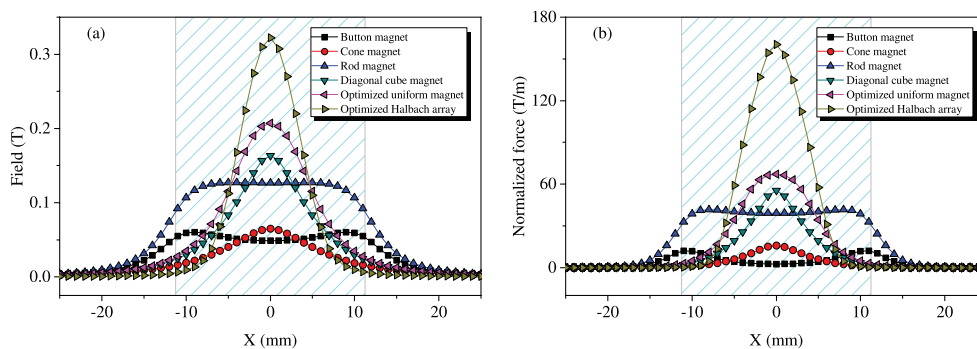 (a)
Button magnet
Cone magnet
Rod magnet
Diagonal cube magnet
Optimized uniform magnet
Optimized Halbach array
Field (T)
0.3
0.2
0.1
0.0
-20
-10
0
10
20
X (mm)
(b)
Button magnet
Cone magnet
Rod magnet
Diagonal cube magnet
Optimized uniform magnet
Optimized Halbach array
Normalized force (T/m)
180
120
60
0
-20
-10
0
10
20
X (mm)